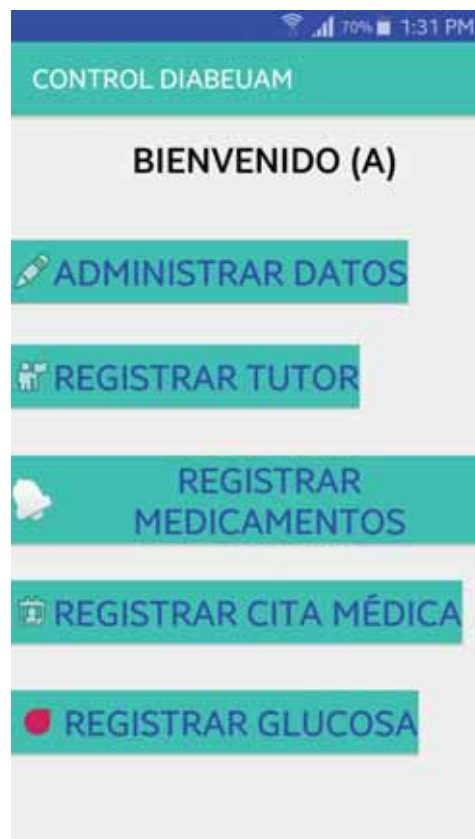 70% 1:31 PM
CONTROL DIABEUAM
BIENVENIDO (A)
ADMINISTRAR DATOS
REGISTRAR TUTOR
REGISTRAR
MEDICAMENTOS
REGISTRAR CITA MÉDICA
REGISTRAR GLUCOSA